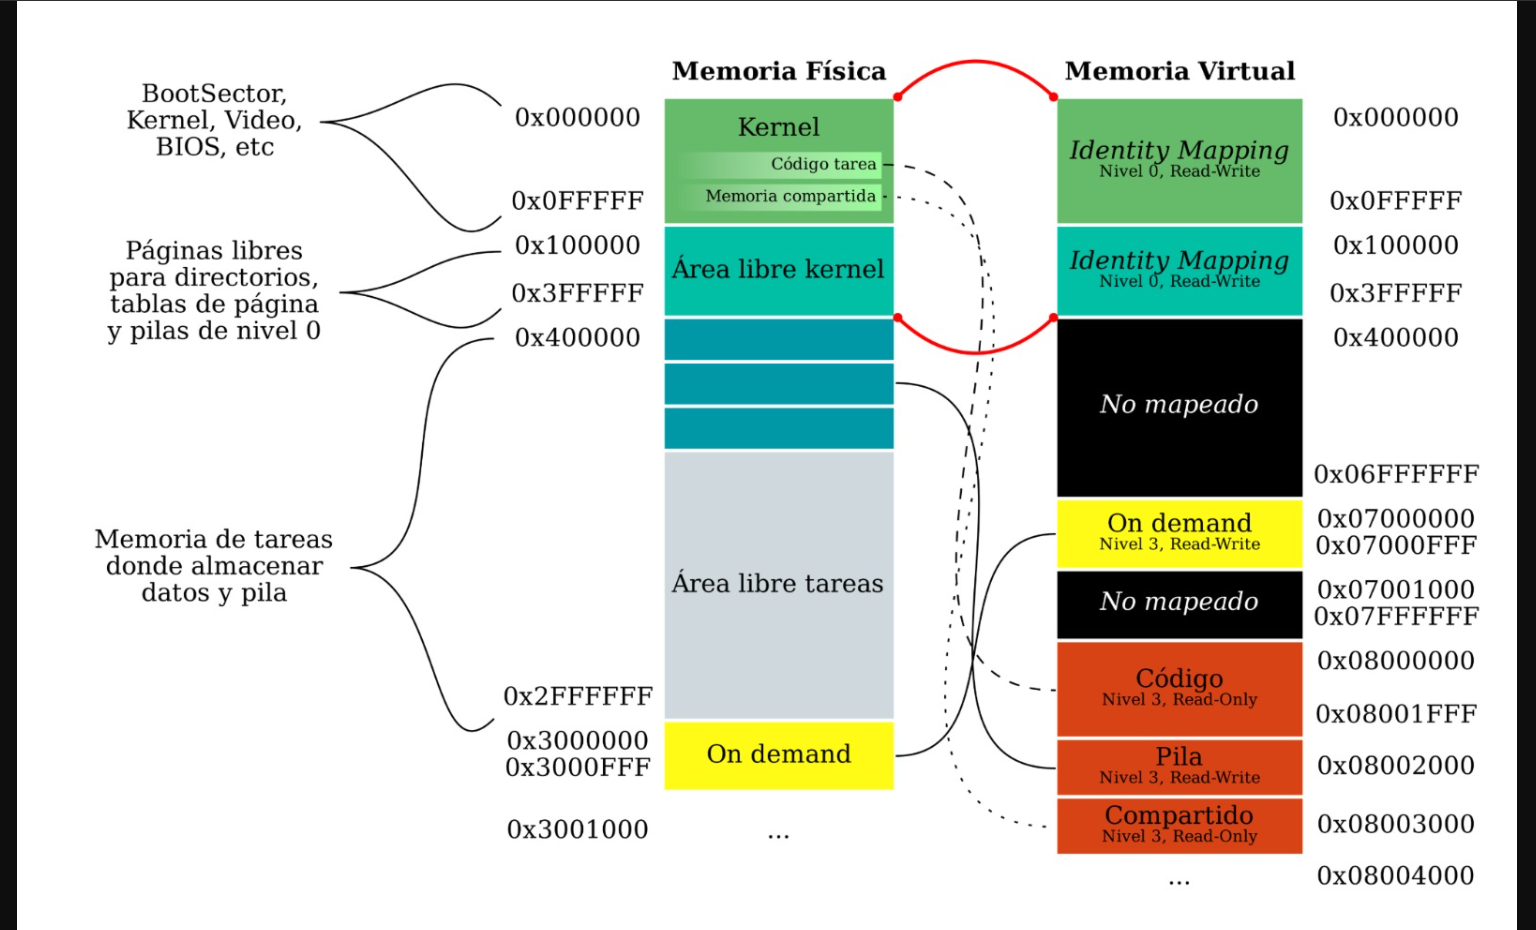 Memoria Física
Memoria Virtual
BootSector,
Kernel, Video,
BIOS, etc
0x000000
0x0FFFFF
Páginas libres
para directorios,
tablas de página
y pilas de nivel 0
0x100000
0x3FFFFF
0x400000
Memoria de tareas
donde almacenar
datos y pila
0x2FFFFFF
0x3000000
0x3000FFF
0x3001000
Kernel
Código tarea
Memoria compartida
Área libre kernel
Área libre tareas
On demand
...
Identity Mapping
Nivel 0, Read-Write
0x000000
0x0FFFFF
Identity Mapping
Nivel 0, Read-Write
0x100000
0x3FFFFF
No mapeado
0x400000
0x06FFFFFF
On demand
Nivel 3, Read-Write
0x07000000
0x07000FFF
No mapeado
0x07001000
0x07FFFFFF
Código
Nivel 3, Read-Only
0x08000000
0x08001FFF
Pila
Nivel 3, Read-Write
0x08002000
Compartido
Nivel 3, Read-Only
0x08003000
...
0x08004000